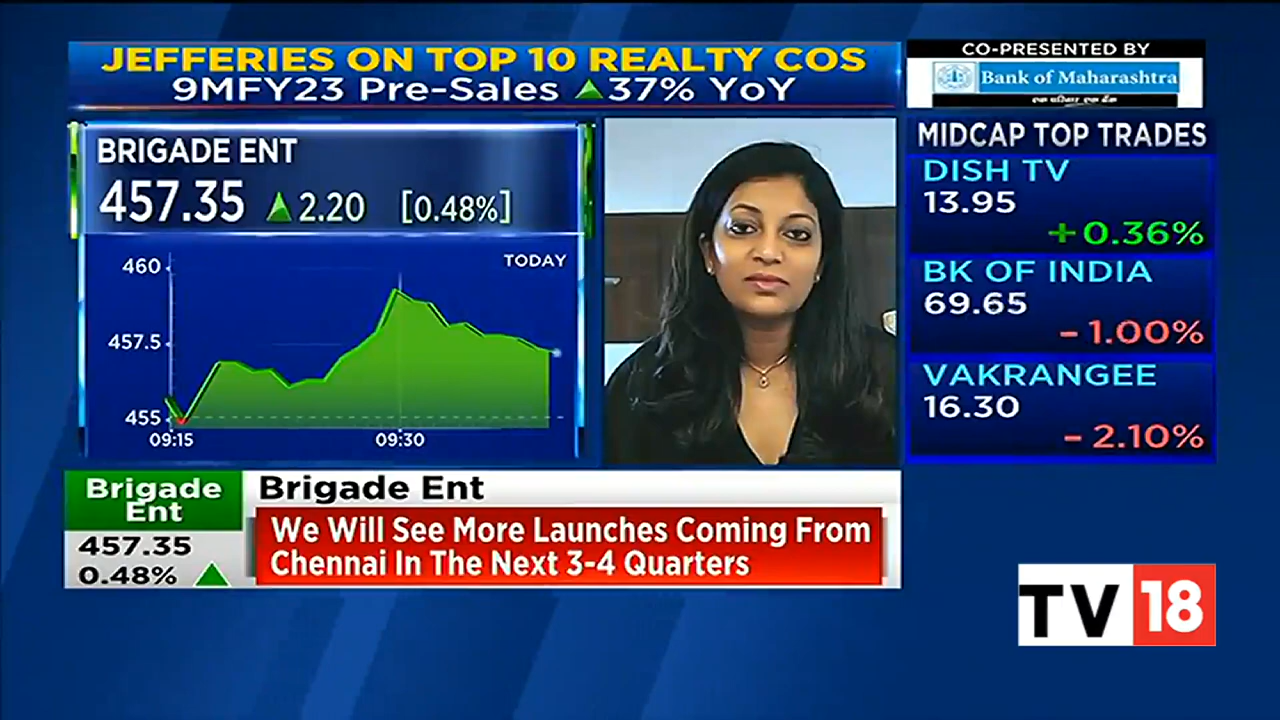 JEFFERIES ON TOP 10 REALTY COS
9MFY23 Pre-Sales ▲37% YoY
CO-PRESENTED BY
Bank of Maharashtra
एक परिवार एक बैंक
BRIGADE ENT
457.35 ▲2.20 [0.48%]
TODAY
460
457.5
455
09:15 09:30
MIDCAP TOP TRADES
DISH TV
13.95
+0.36%
BK OF INDIA
69.65
-1.00%
VAKRANGEE
16.30
-2.10%
Brigade
Ent
457.35
0.48% ▲
Brigade Ent
We Will See More Launches Coming From
Chennai In The Next 3-4 Quarters
TV18